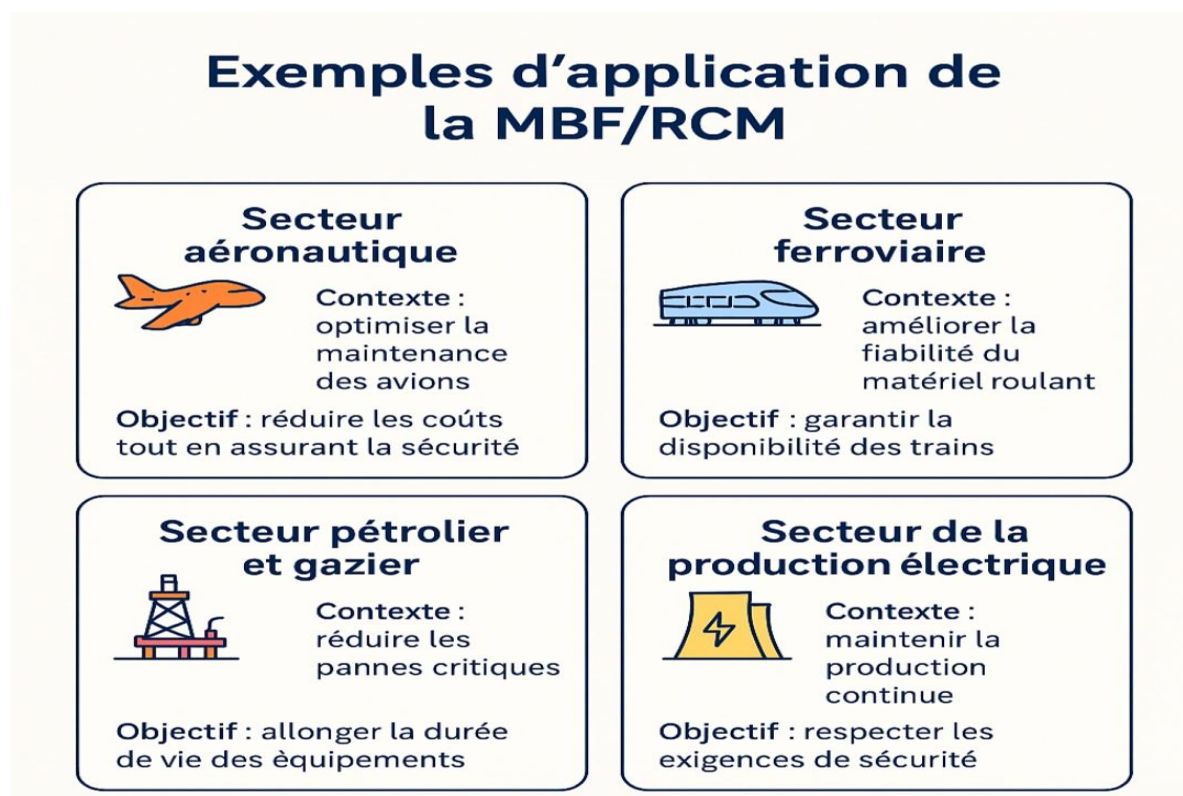 Exemples d’application de
la MBF/RCM
Secteur
aéronautique
Contexte :
optimiser la
maintenance
des avions
Objectif : réduire les coûts
tout en assurant la sécurité
Secteur
ferroviaire
Contexte :
améliorer la
fiabilité du
matériel roulant
Objectif : garantir la
disponibilité des trains
Secteur pétrolier
et gazier
Contexte :
réduire les
pannes critiques
Objectif : allonger la durée
de vie des èquipements
Secteur de la
production électrique
Contexte :
maintenir la
production
continue
Objectif : respecter les
exigences de sécurité